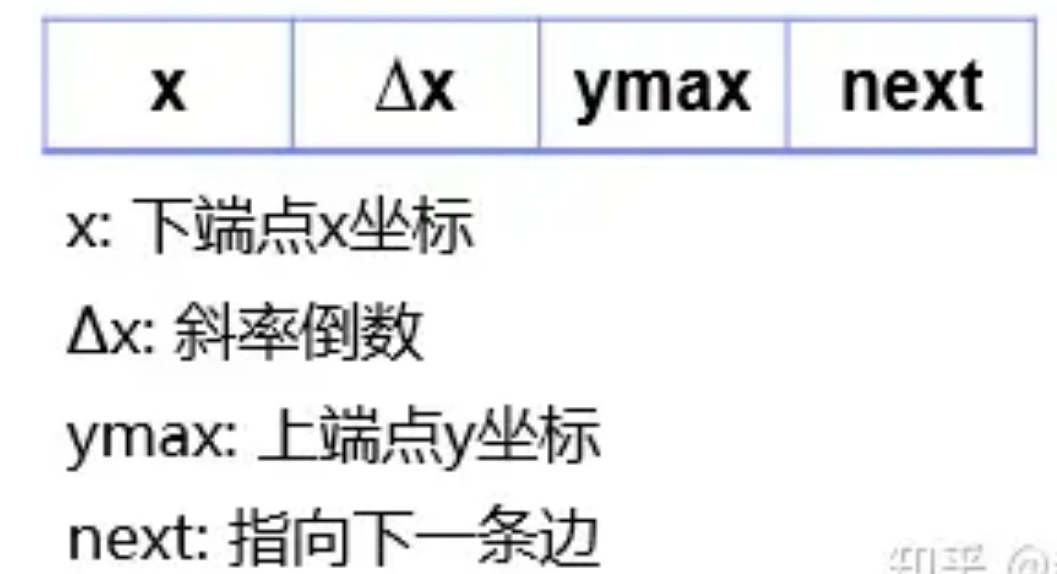 x Δx ymax next
x: 下端点x坐标
Δx: 斜率倒数
ymax: 上端点y坐标
next: 指向下一条边
知乎 @